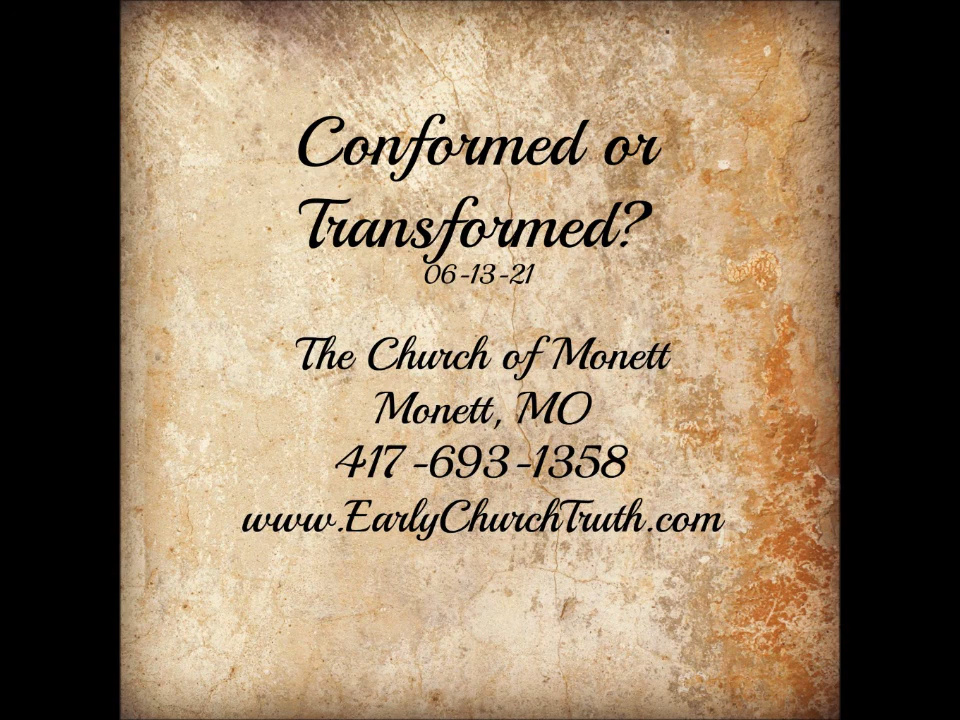 Conformed or
Transformed?
06-13-21
The Church of Monett
Monett, MO
417-693-1358
www.EarlyChurchTruth.com